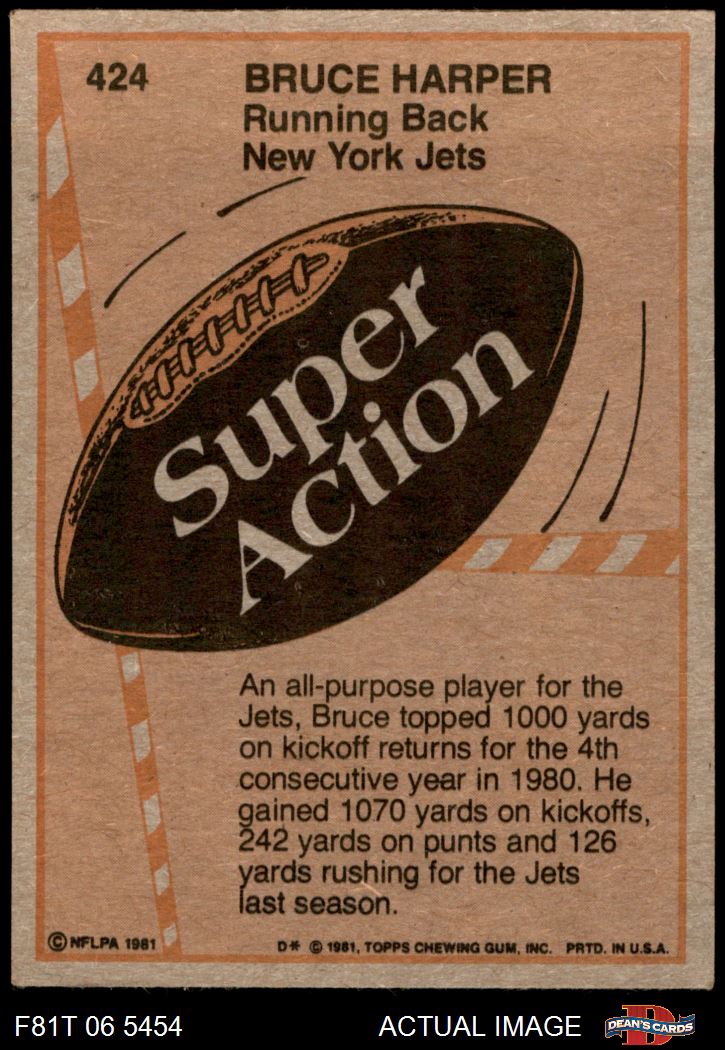 424
BRUCE HARPER
Running Back
New York Jets
Super
Action
An all-purpose player for the
Jets, Bruce topped 1000 yards
on kickoff returns for the 4th
consecutive year in 1980. He
gained 1070 yards on kickoffs,
242 yards on punts and 126
yards rushing for the Jets
last season.
© NFLPA 1981
D* © 1981, TOPPS CHEWING GUM, INC. PRTD. IN U.S.A.
F81T 06 5454
ACTUAL IMAGE
D
DEAN'S CARDS